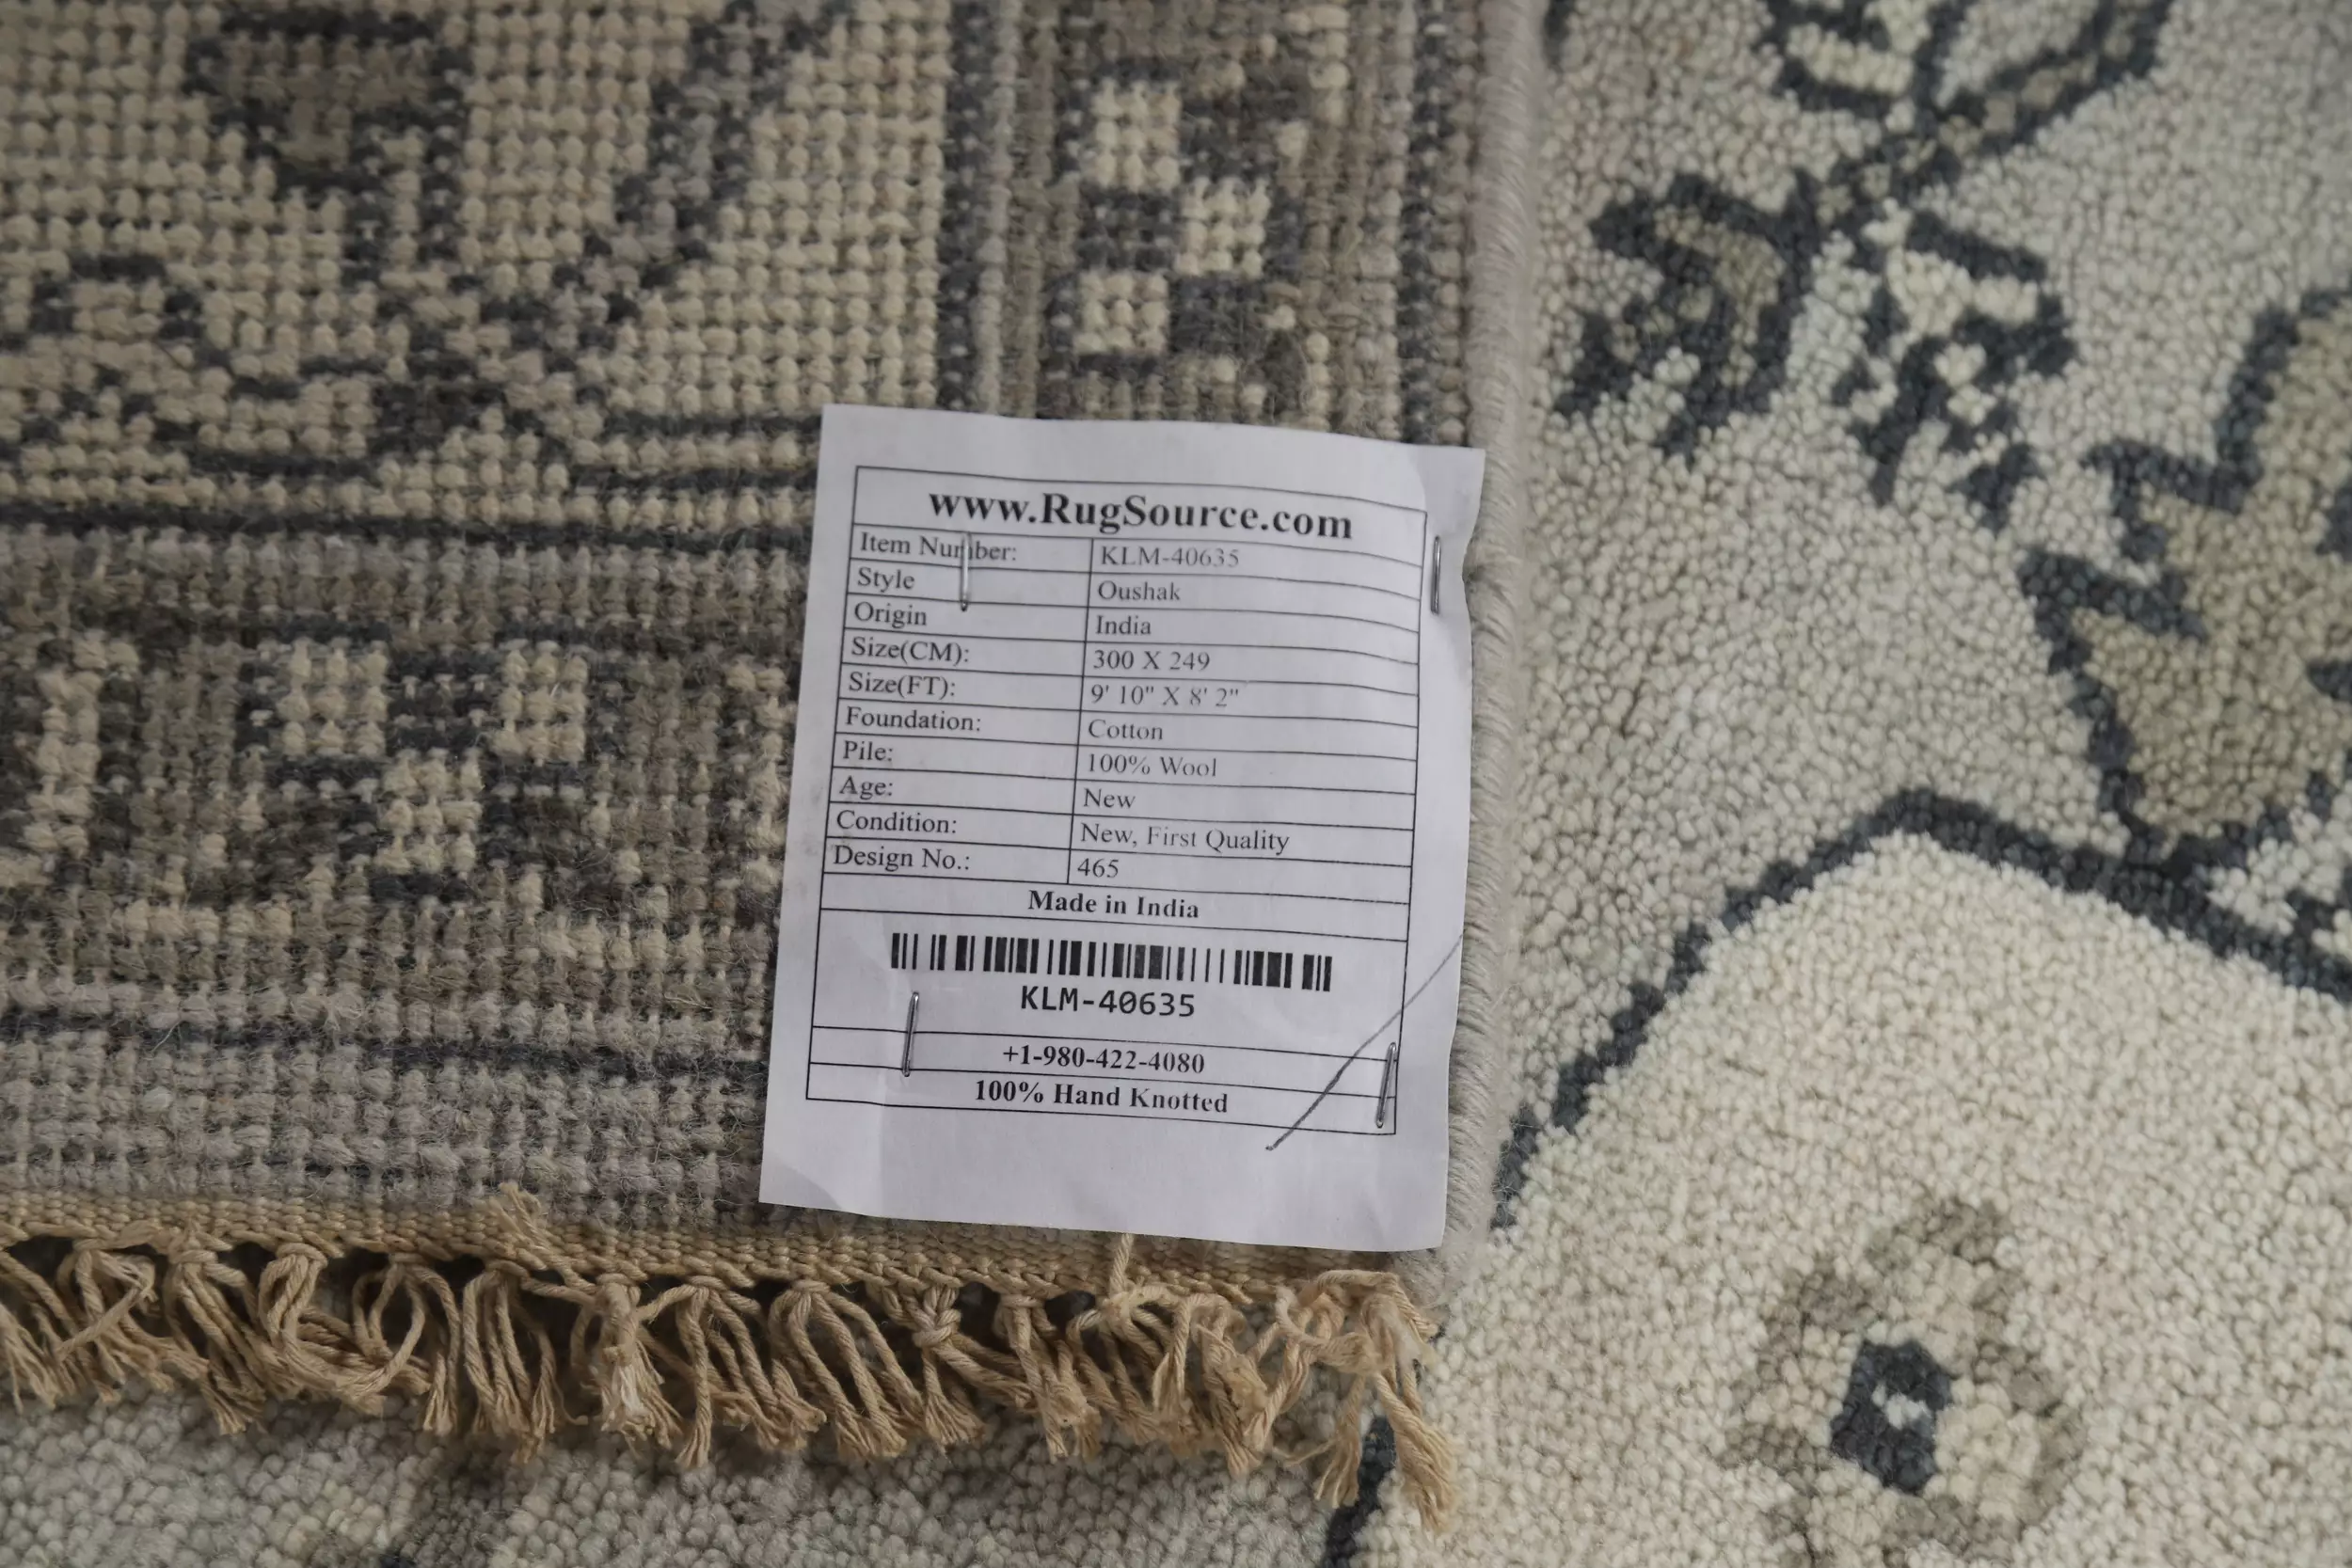 www.RugSource.com
Item Number: KLM-40635
Style Oushak
Origin India
Size(CM): 300 X 249
Size(FT): 9' 10" X 8' 2"
Foundation: Cotton
Pile: 100% Wool
Age: New
Condition: New, First Quality
Design No.: 465
Made in India
KLM-40635
+1-980-422-4080
100% Hand Knotted